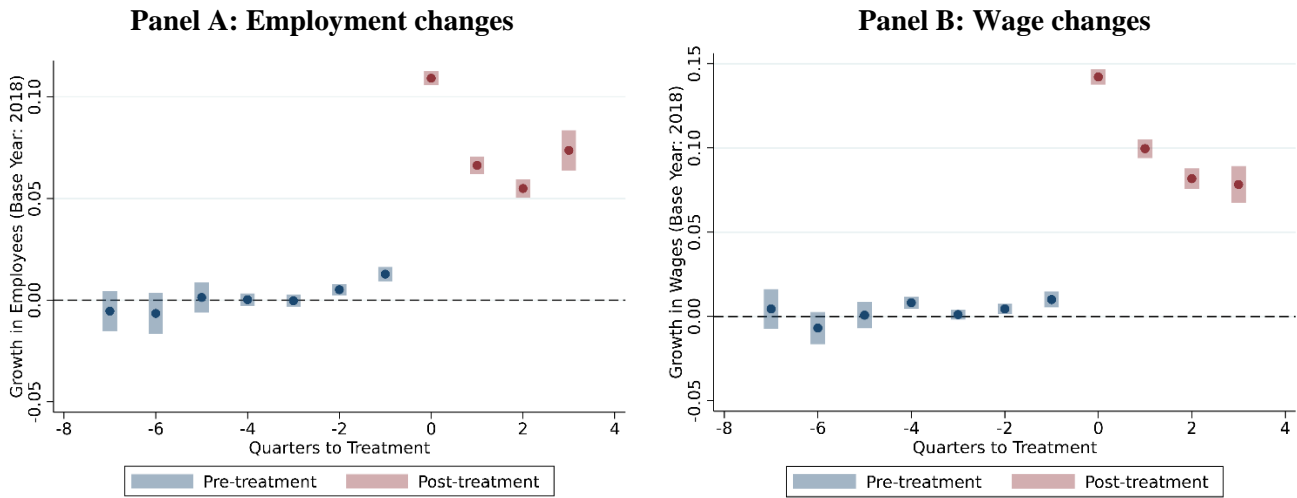 Panel A: Employment changes
Growth in Employees (Base Year: 2018)
0.10
0.05
0.00
-0.05
-8 -6 -4 -2 0 2 4
Quarters to Treatment
Pre-treatment Post-treatment
Panel B: Wage changes
Growth in Wages (Base Year: 2018)
0.15
0.10
0.05
0.00
-0.05
-8 -6 -4 -2 0 2 4
Quarters to Treatment
Pre-treatment Post-treatment